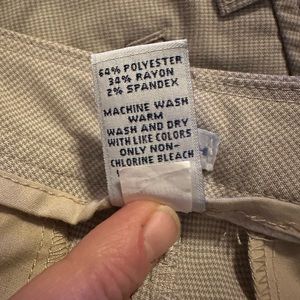 64% POLYESTER
34% RAYON
2% SPANDEX
MACHINE WASH
WARM
WASH AND DRY
WITH LIKE COLORS
ONLY NON-
CHLORINE BLEACH